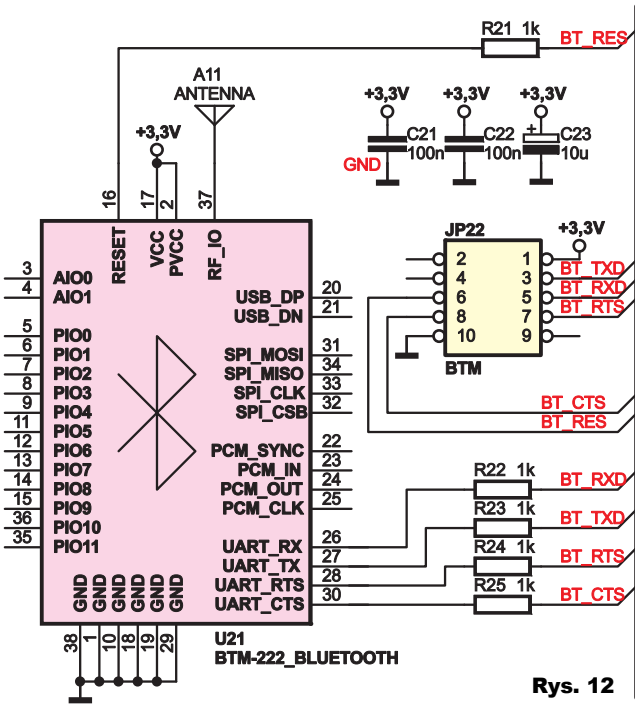 R21 1k BT_RES
A11
ANTENNA
+3,3V
+3,3V +3,3V +3,3V
C21 100n C22 100n C23 10u
GND
+
16 17 2 37
RESET VCC PVCC RF_IO
JP22
+3,3V
2 1
4 3 BT_TXD
6 5 BT_RXD
8 7 BT_RTS
10 9
BTM
BT_CTS
BT_RES
3 AIO0
4 AIO1
5 PIO0
6 PIO1
7 PIO2
8 PIO3
9 PIO4
11 PIO5
12 PIO6
13 PIO7
14 PIO8
15 PIO9
36 PIO10
35 PIO11
USB_DP 20
USB_DN 21
SPI_MOSI 31
SPI_MISO 34
SPI_CLK 33
SPI_CSB 32
PCM_SYNC 22
PCM_IN 23
PCM_OUT 24
PCM_CLK 25
UART_RX 26
UART_TX 27
UART_RTS 28
UART_CTS 30
R22 1k BT_RXD
R23 1k BT_TXD
R24 1k BT_RTS
R25 1k BT_CTS
GND GND GND GND GND GND
38 1 10 18 19 29
U21
BTM-222_BLUETOOTH
Rys. 12